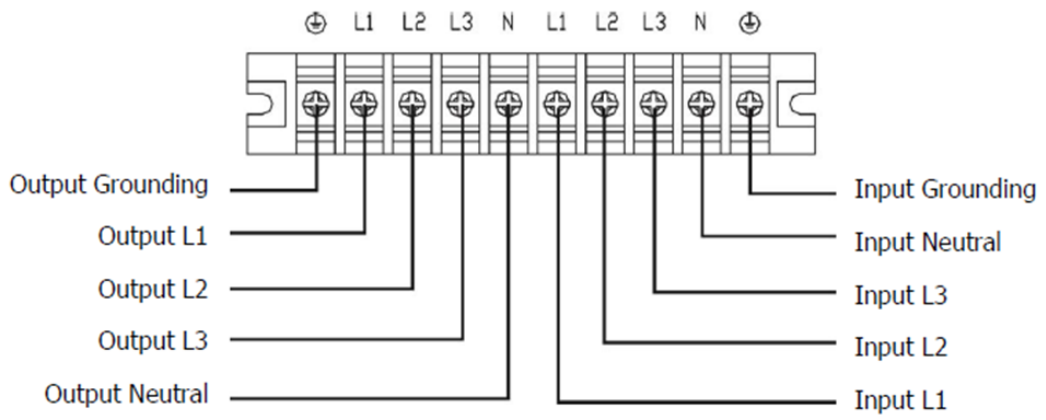 L1 L2 L3 N L1 L2 L3 N
Output Grounding
Output L1
Output L2
Output L3
Output Neutral
Input Grounding
Input Neutral
Input L3
Input L2
Input L1